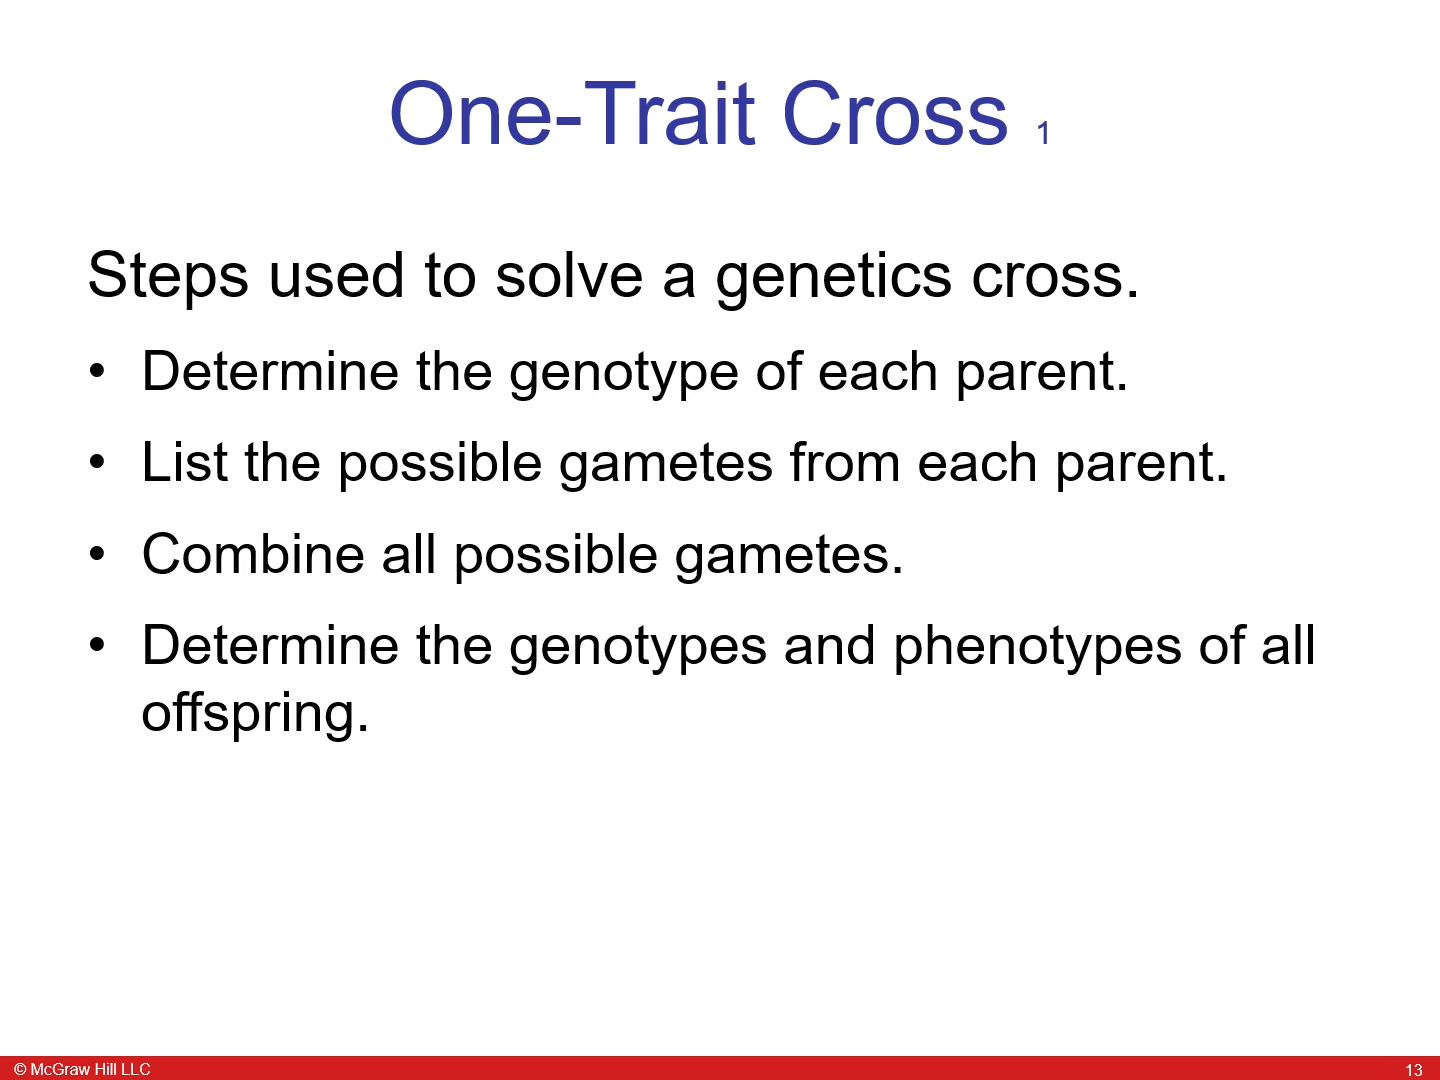 One-Trait Cross 1
Steps used to solve a genetics cross.
• Determine the genotype of each parent.
• List the possible gametes from each parent.
• Combine all possible gametes.
• Determine the genotypes and phenotypes of all
offspring.
© McGraw Hill LLC
13